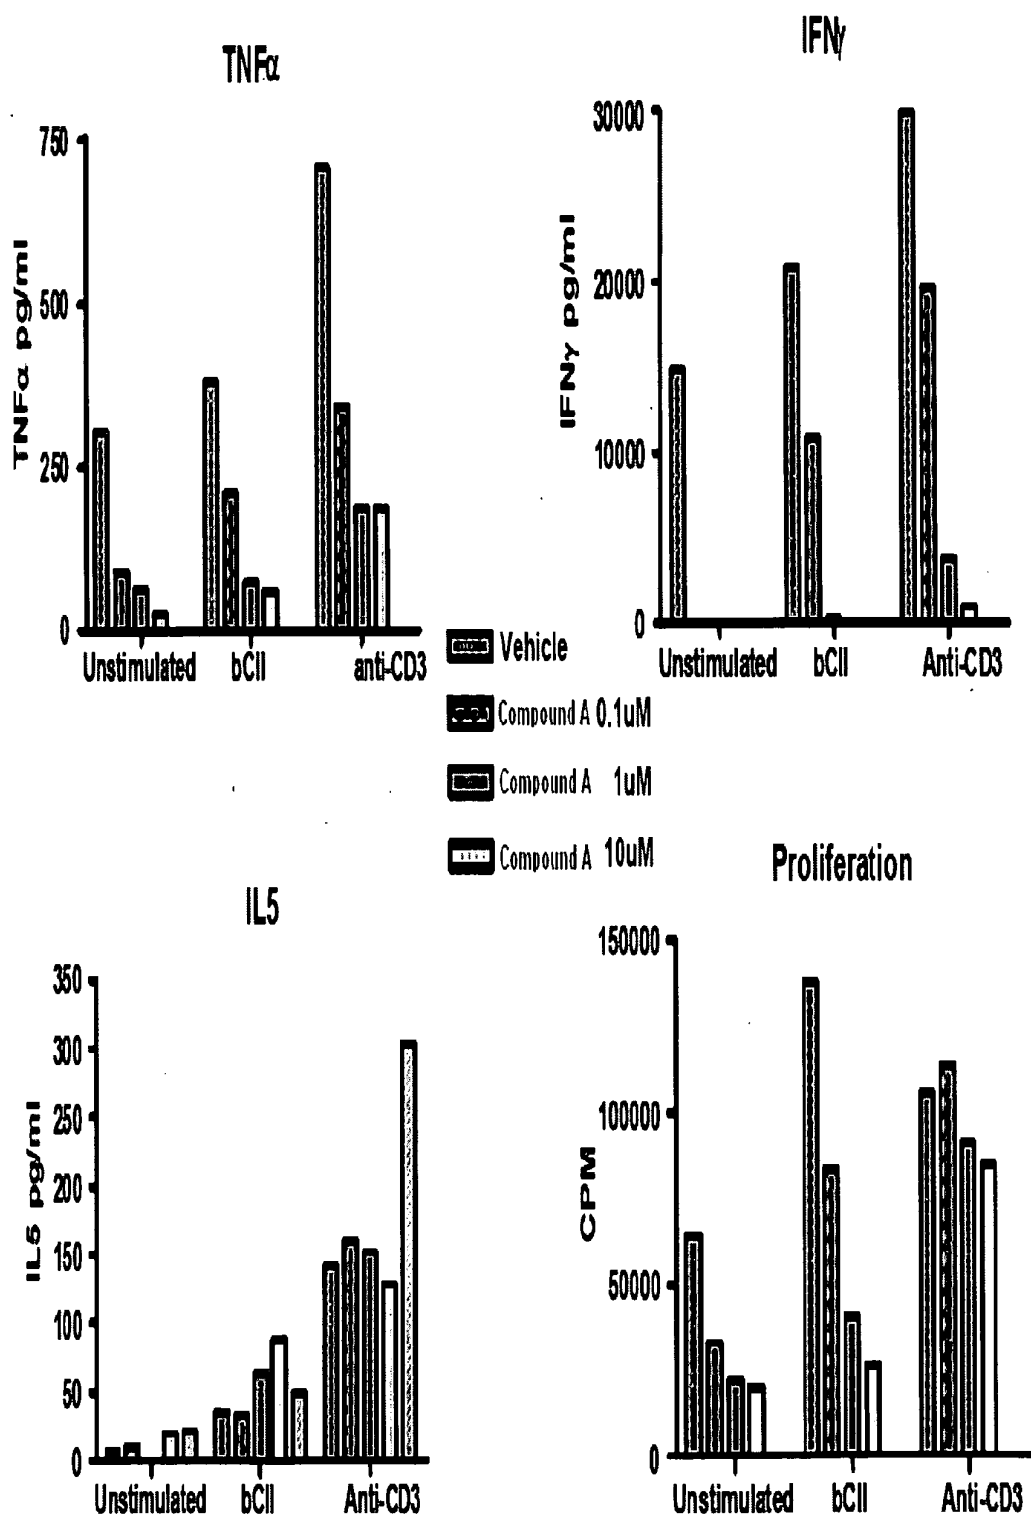 TNFα
TNFα pg/ml
750
500
250
0
Unstimulated bCII anti-CD3
IFNγ
IFNγ pg/ml
30000
20000
10000
0
bCII Anti-CD3
Vehicle
Compound A 0.1uM
Compound A 1uM
Compound A 10uM
IL5
IL5 pg/ml
350
300
250
200
150
100
50
0
Unstimulated bCII Anti-CD3
Proliferation
CPM
150000
100000
50000
0
Unstimulated bCII Anti-CD3